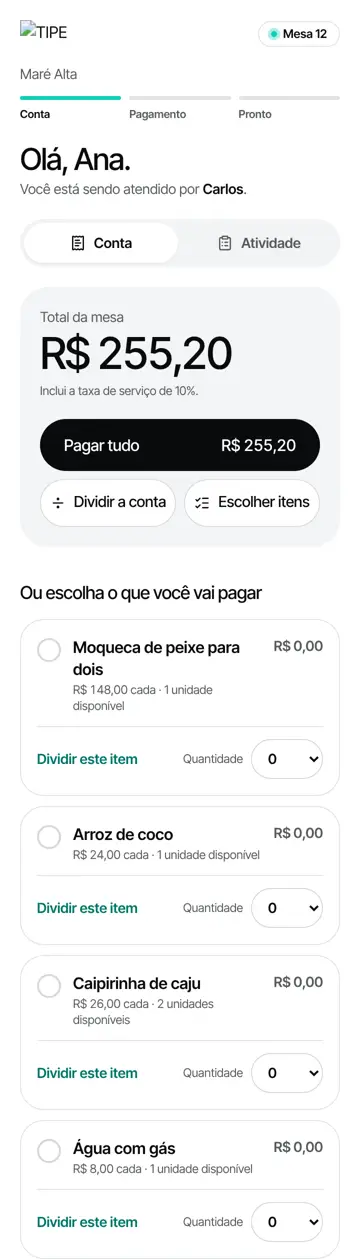 TIPE
Mesa 12
Maré Alta
Conta
Pagamento
Pronto
Olá, Ana.
Você está sendo atendido por Carlos.
Conta
Atividade
Total da mesa
R$ 255,20
Inclui a taxa de serviço de 10%.
Pagar tudo
R$ 255,20
Dividir a conta
Escolher itens
Ou escolha o que você vai pagar
Moqueca de peixe para
dois
R$ 0,00
R$ 148,00 cada · 1 unidade
disponível
Dividir este item
Quantidade
0
Arroz de coco
R$ 0,00
R$ 24,00 cada · 1 unidade disponível
Dividir este item
Quantidade
0
Caipirinha de caju
R$ 0,00
R$ 26,00 cada · 2 unidades
disponíveis
Dividir este item
Quantidade
0
Água com gás
R$ 0,00
R$ 8,00 cada · 1 unidade disponível
Dividir este item
Quantidade
0